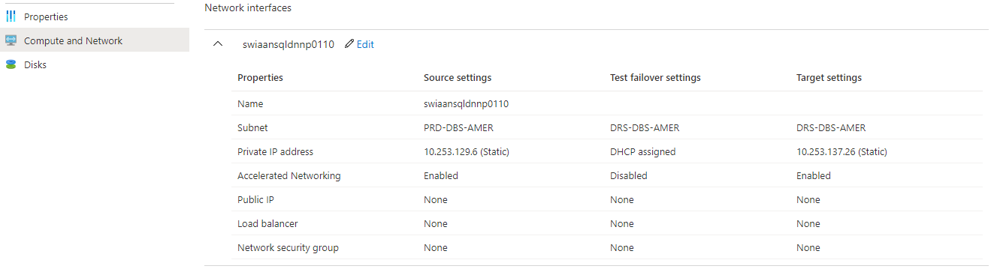 Network interfaces
Properties
Compute and Network
Disks
swiaansqldnnp0110 Edit
Properties Source settings Test failover settings Target settings
Name swiaansqldnnp0110
Subnet PRD-DBS-AMER DRS-DBS-AMER DRS-DBS-AMER
Private IP address 10.253.129.6 (Static) DHCP assigned 10.253.137.26 (Static)
Accelerated Networking Enabled Disabled Enabled
Public IP None None None
Load balancer None None None
Network security group None None None